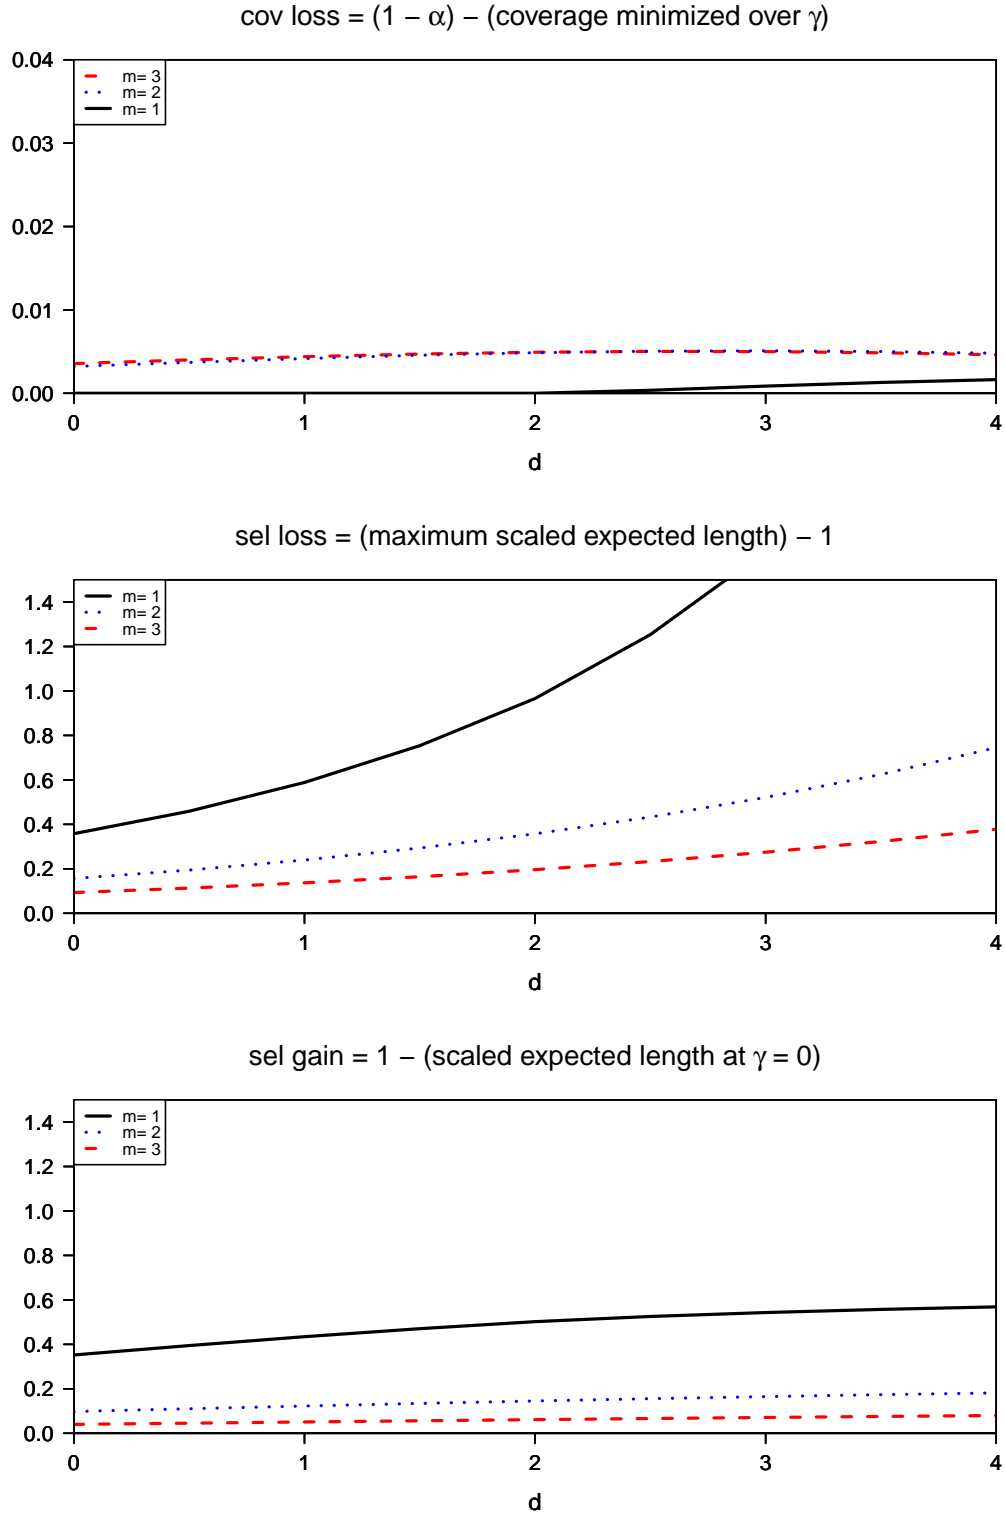 cov loss = (1 − α) − (coverage minimized over γ)
0.04
m= 3
m= 2
m= 1
0.03
0.02
0.01
0.00
0 1 2 3 4
d
sel loss = (maximum scaled expected length) − 1
m= 1
m= 2
m= 3
1.4
1.2
1.0
0.8
0.6
0.4
0.2
0.0
0 1 2 3 4
d
sel gain = 1 − (scaled expected length at γ = 0)
m= 1
m= 2
m= 3
1.4
1.2
1.0
0.8
0.6
0.4
0.2
0.0
0 1 2 3 4
d